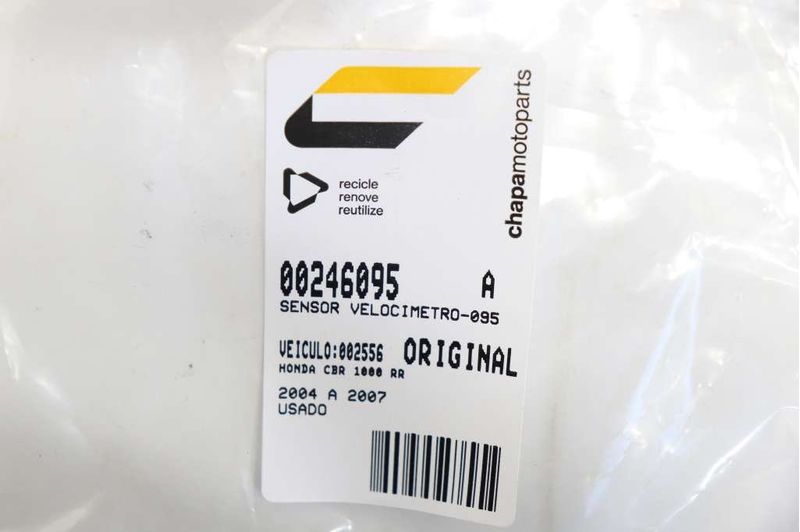 chapamotoparts
recicle
renove
reutilize
00246095 A
SENSOR VELOCIMETRO-095
VEICULO:002556 ORIGINAL
HONDA CBR 1000 RR
2004 A 2007
USADO